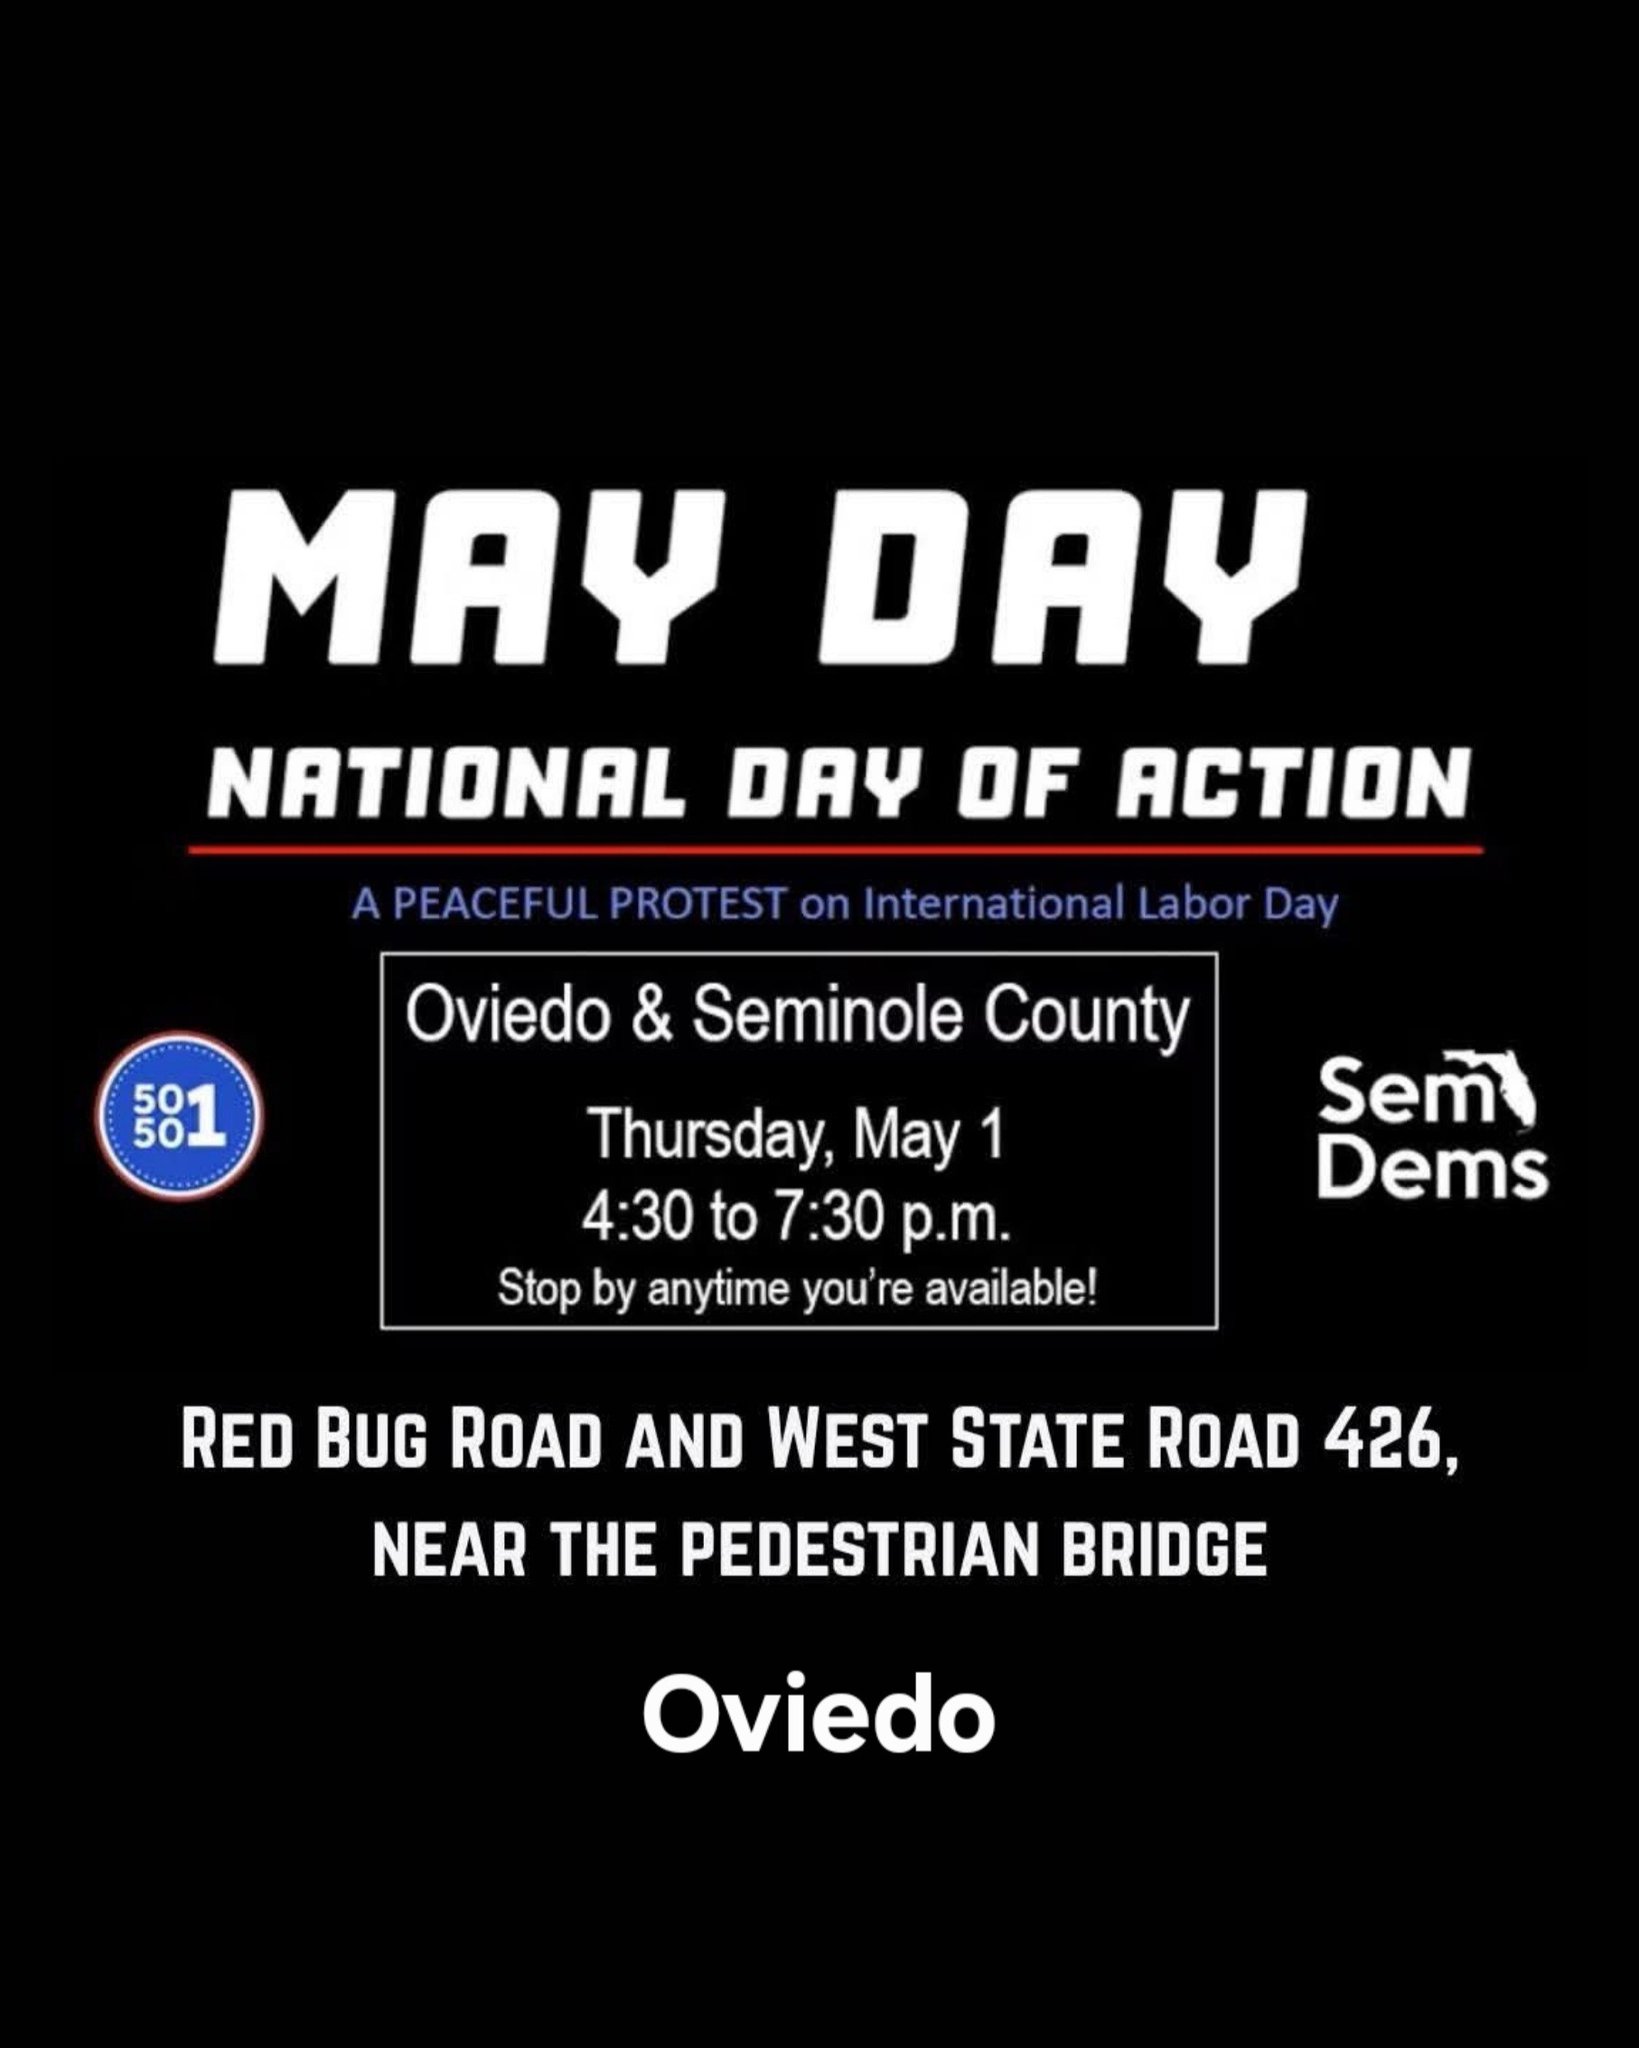 MAY DAY
NATIONAL DAY OF ACTION
A PEACEFUL PROTEST on International Labor Day
Oviedo & Seminole County
Thursday, May 1
4:30 to 7:30 p.m.
Stop by anytime you're available!
50
50
1
Sem
Dems
RED BUG ROAD AND WEST STATE ROAD 426,
NEAR THE PEDESTRIAN BRIDGE
Oviedo